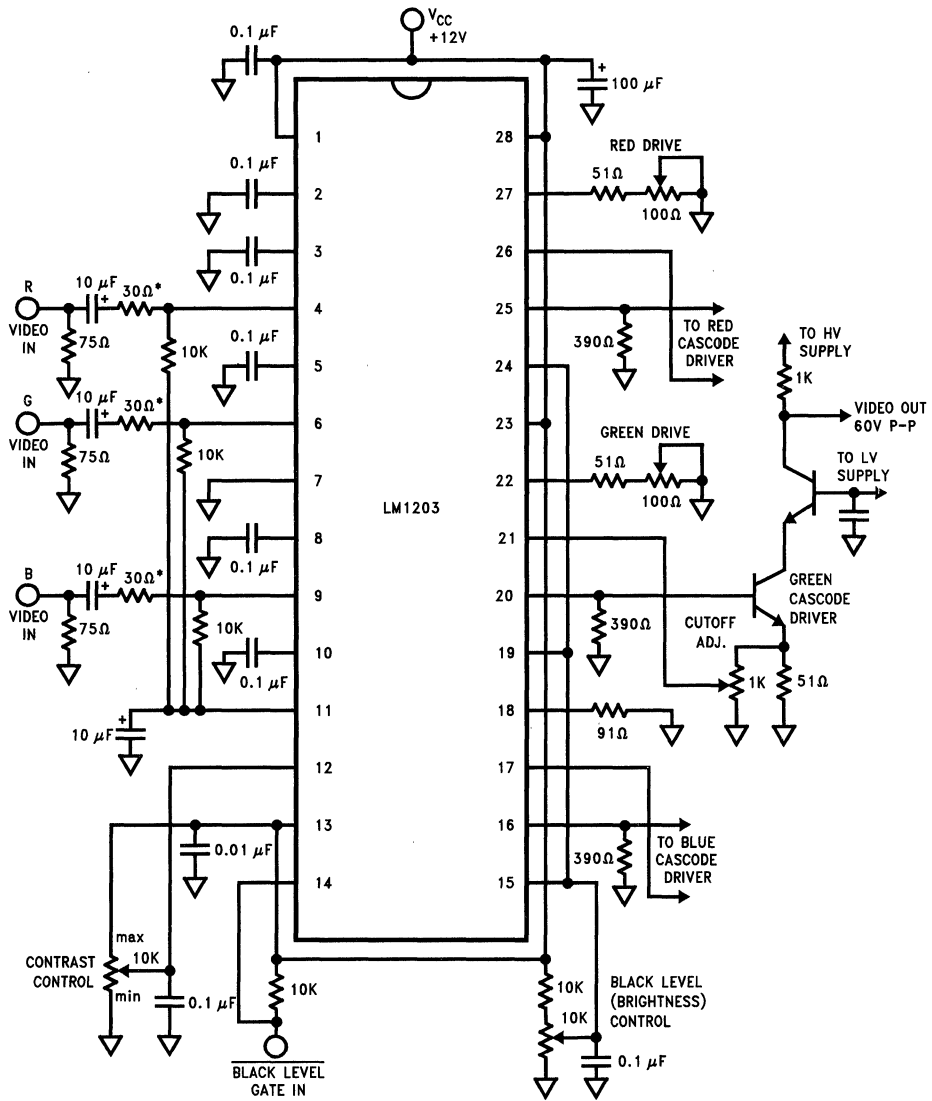 0.1 µF
VCC
+12V
+
100 µF
1
28
RED DRIVE
0.1 µF
51Ω
2
27
100Ω
3
26
0.1 µF
R
10 µF
+
30Ω*
4
25
VIDEO
IN
75Ω
10K
0.1 µF
390Ω
TO RED
CASCODE
DRIVER
TO HV
SUPPLY
5
24
1K
G
10 µF
+
30Ω*
6
23
VIDEO OUT
60V P-P
VIDEO
IN
75Ω
10K
GREEN DRIVE
51Ω
TO LV
SUPPLY
7
22
100Ω
LM1203
8
21
0.1 µF
B
10 µF
+
30Ω*
9
20
GREEN
CASCODE
DRIVER
VIDEO
IN
75Ω
10K
390Ω
CUTOFF
ADJ.
10
19
0.1 µF
1K
51Ω
+
10 µF
11
18
91Ω
12
17
13
16
0.01 µF
390Ω
TO BLUE
CASCODE
DRIVER
14
15
max
CONTRAST
CONTROL
10K
min
0.1 µF
10K
10K
10K
BLACK LEVEL
(BRIGHTNESS)
CONTROL
0.1 µF
BLACK LEVEL
GATE IN